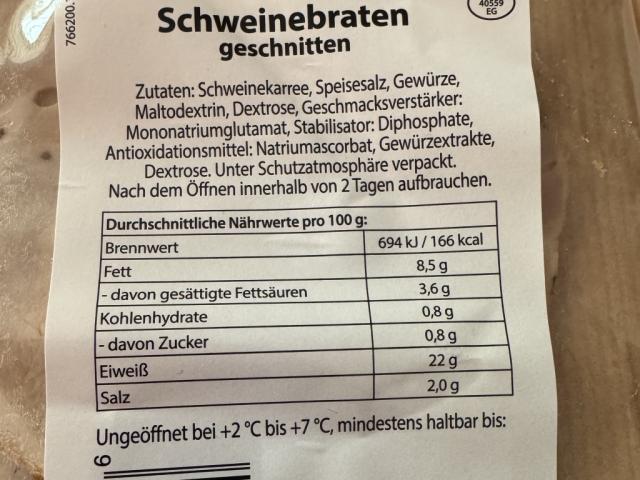 766200.
40559
EG
Schweinebraten
geschnitten
Zutaten: Schweinekarree, Speisesalz, Gewürze,
Maltodextrin, Dextrose, Geschmacksverstärker:
Mononatriumglutamat, Stabilisator: Diphosphate,
Antioxidationsmittel: Natriumascorbat, Gewürzextrakte,
Dextrose. Unter Schutzatmosphäre verpackt.
Nach dem Öffnen innerhalb von 2 Tagen aufbrauchen.
Durchschnittliche Nährwerte pro 100 g:
Brennwert 694 kJ / 166 kcal
Fett 8,5 g
- davon gesättigte Fettsäuren 3,6 g
Kohlenhydrate 0,8 g
- davon Zucker 0,8 g
Eiweiß 22 g
Salz 2,0 g
Ungeöffnet bei +2 °C bis +7 °C, mindestens haltbar bis:
9